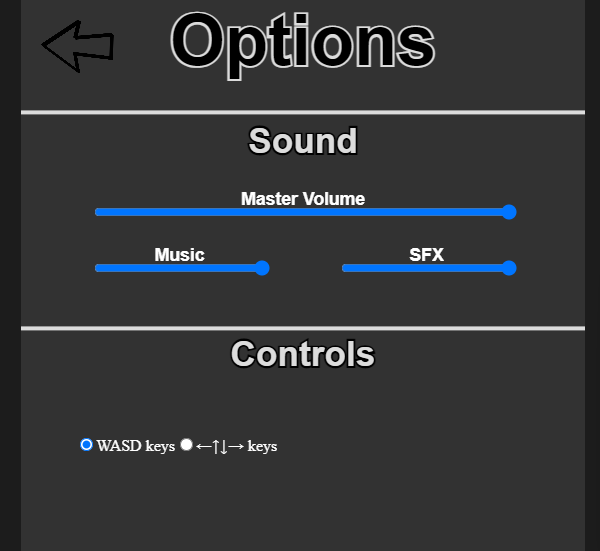 Options
Sound
Master Volume
Music SFX
Controls
WASD keys ←↑↓→ keys